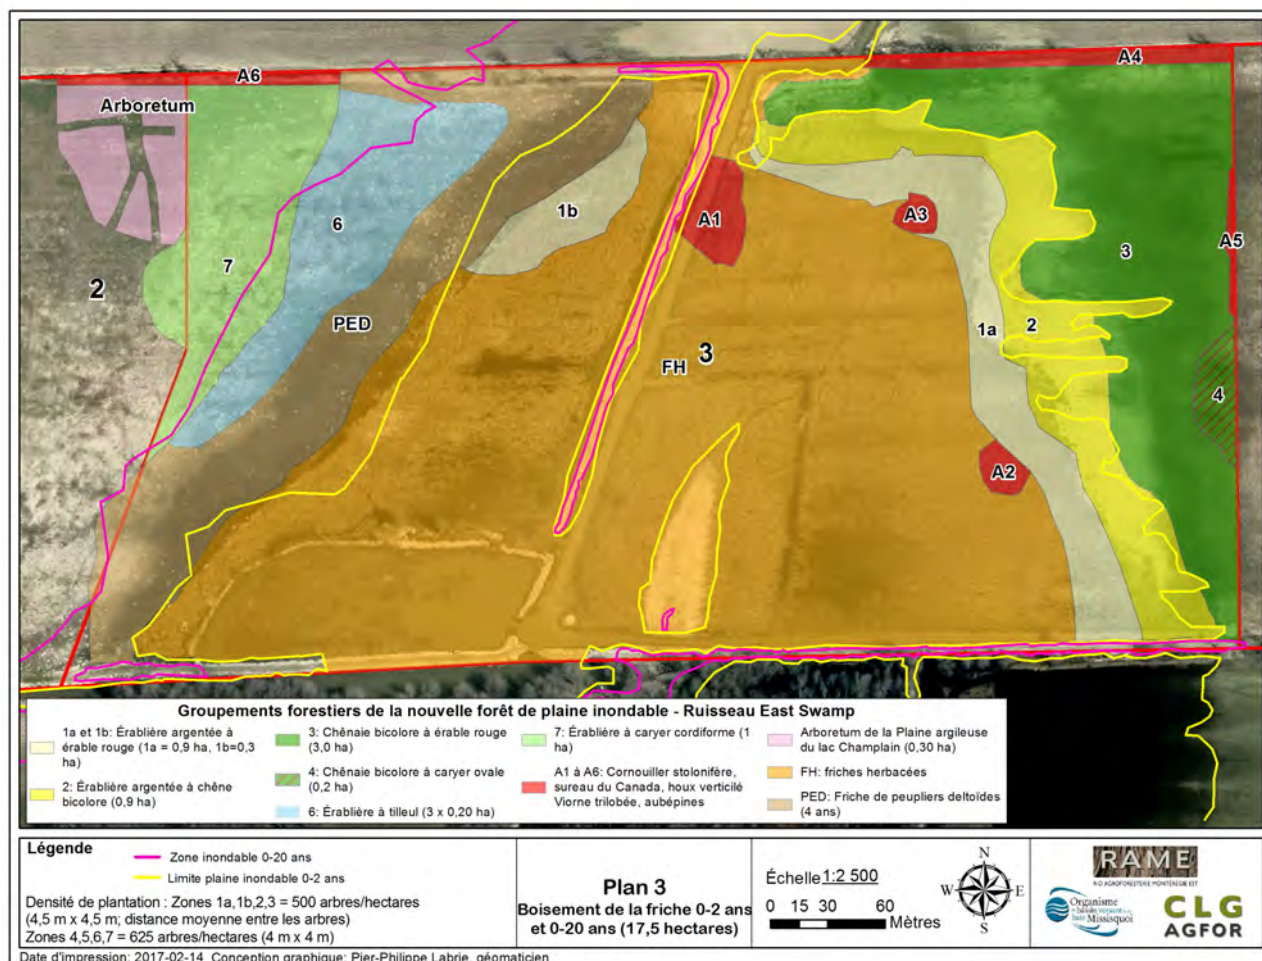 A6
A4
Arboretum
1b
A1
A3
A5
6
3
7
2
PED
1a
2
3
FH
4
A2
Groupements forestiers de la nouvelle forêt de plaine inondable - Ruisseau East Swamp
1a et 1b: Érablière argentée à
érable rouge (1a = 0,9 ha, 1b=0,3
ha)
2: Érablière argentée à chêne
bicolore (0,9 ha)
3: Chênaie bicolore à érable rouge
(3,0 ha)
4: Chênaie bicolore à caryer ovale
(0,2 ha)
6: Érablière à tilleul (3 x 0,20 ha)
7: Érablière à caryer cordiforme (1
ha)
A1 à A6: Cornouiller stolonifère,
sureau du Canada, houx verticilé
Viorne trilobée, aubépines
Arboretum de la Plaine argileuse
du lac Champlain (0,30 ha)
FH: friches herbacées
PED: Friche de peupliers deltoïdes
(4 ans)
Légende
Zone inondable 0-20 ans
Limite plaine inondable 0-2 ans
Densité de plantation : Zones 1a,1b,2,3 = 500 arbres/hectares
(4,5 m x 4,5 m; distance moyenne entre les arbres)
Zones 4,5,6,7 = 625 arbres/hectares (4 m x 4 m)
Plan 3
Boisement de la friche 0-2 ans
et 0-20 ans (17,5 hectares)
Échelle 1:2 500
0 15 30 60
Mètres
N
W E
S
RAME
R-D AGROFORESTERIE MONTÉRÉGIE EST
Organisme
de bassin versant de la
baie Missisquoi
CLG
AGFOR
Date d'impression: 2017-02-14 Conception graphique: Pier-Philippe Labrie, géomaticien